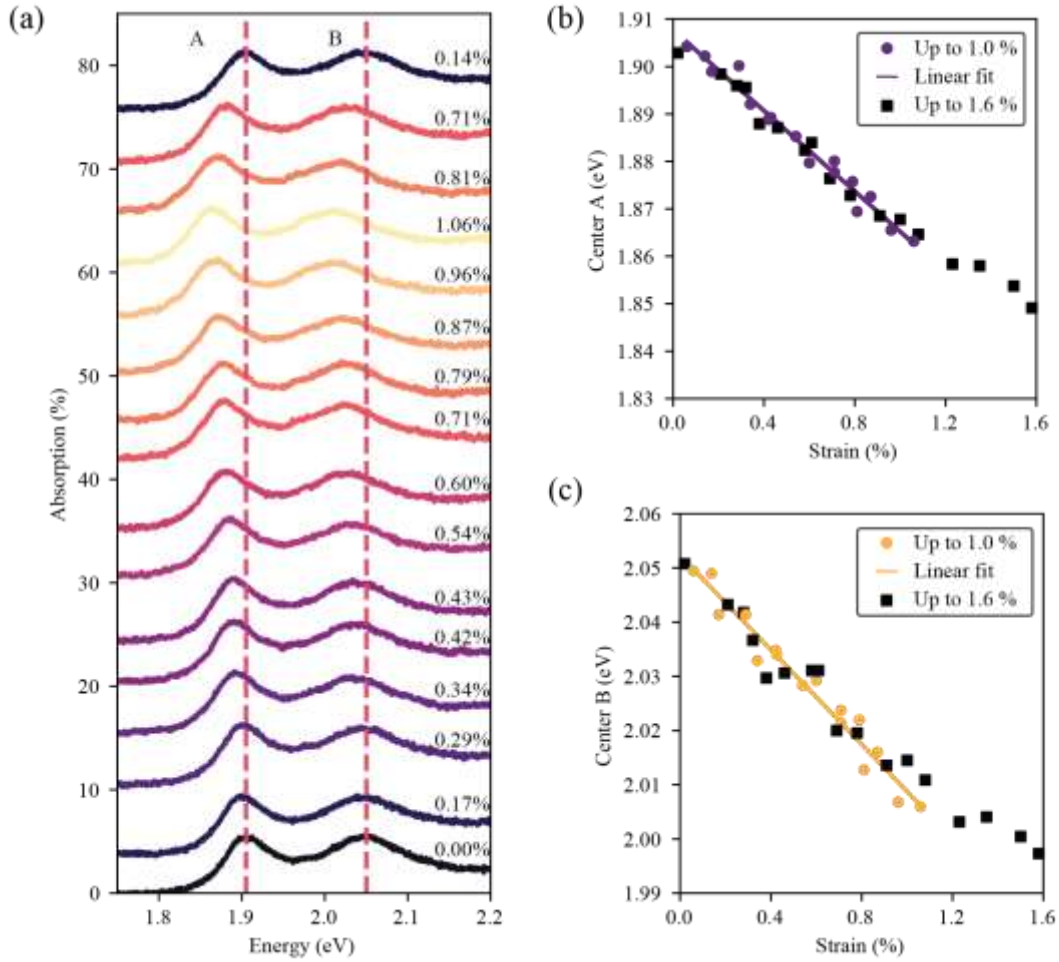 (a)
A
B
0.14%
0.71%
0.81%
1.06%
0.96%
0.87%
0.79%
0.71%
0.60%
0.54%
0.43%
0.42%
0.34%
0.29%
0.17%
0.00%
80
70
60
50
40
30
20
10
0
Absorption (%)
1.8 1.9 2.0 2.1 2.2
Energy (eV)
(b)
1.91
1.90
1.89
1.88
1.87
1.86
1.85
1.84
1.83
Center A (eV)
Up to 1.0 %
Linear fit
Up to 1.6 %
0.0 0.4 0.8 1.2 1.6
Strain (%)
(c)
2.06
2.05
2.04
2.03
2.02
2.01
2.00
1.99
Center B (eV)
Up to 1.0 %
Linear fit
Up to 1.6 %
0.0 0.4 0.8 1.2 1.6
Strain (%)